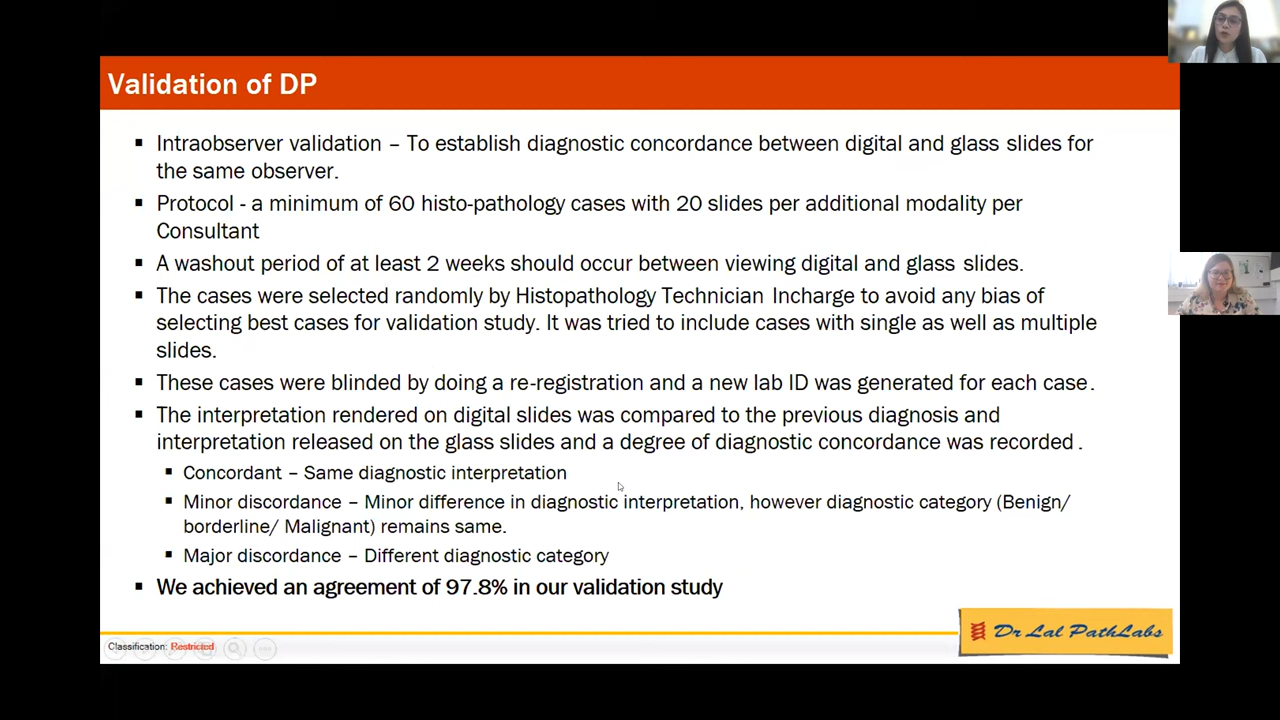 Validation of DP
▪ Intraobserver validation – To establish diagnostic concordance between digital and glass slides for
the same observer.
▪ Protocol - a minimum of 60 histo-pathology cases with 20 slides per additional modality per
Consultant
▪ A washout period of at least 2 weeks should occur between viewing digital and glass slides.
▪ The cases were selected randomly by Histopathology Technician Incharge to avoid any bias of
selecting best cases for validation study. It was tried to include cases with single as well as multiple
slides.
▪ These cases were blinded by doing a re-registration and a new lab ID was generated for each case.
▪ The interpretation rendered on digital slides was compared to the previous diagnosis and
interpretation released on the glass slides and a degree of diagnostic concordance was recorded .
▪ Concordant – Same diagnostic interpretation
▪ Minor discordance – Minor difference in diagnostic interpretation, however diagnostic category (Benign/
borderline/ Malignant) remains same.
▪ Major discordance – Different diagnostic category
▪ We achieved an agreement of 97.8% in our validation study
Classification: Restricted
Dr Lal PathLabs